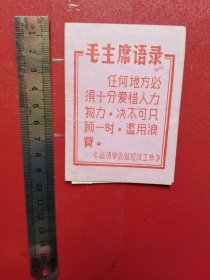 毛主席语录
任何地方必
須十分爱惜人力
物力，决不可只
顾一时，滥用浪
费。
《必须学会做经济工作》